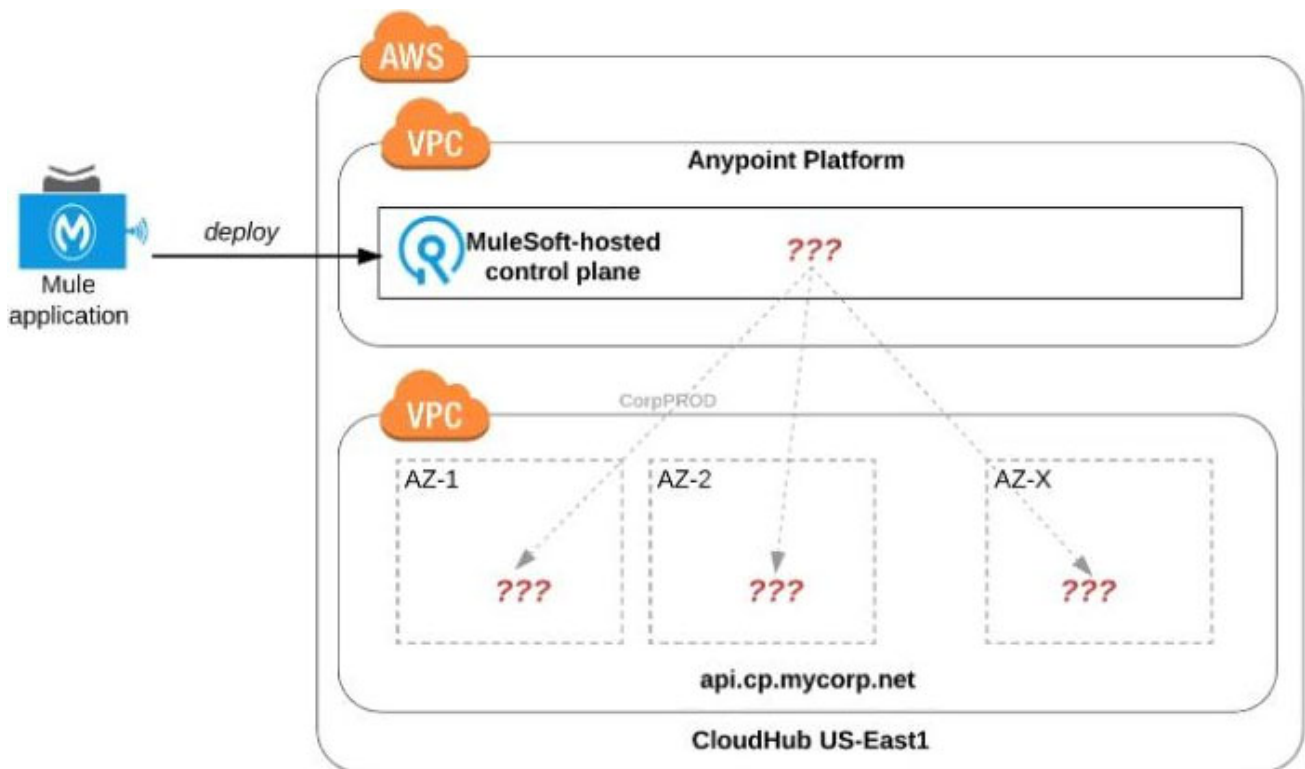 AWS
VPC
Anypoint Platform
deploy
MuleSoft-hosted
control plane
???
Mule
application
CorpPROD
VPC
AZ-1
AZ-2
AZ-X
???
???
???
api.cp.mycorp.net
CloudHub US-East1